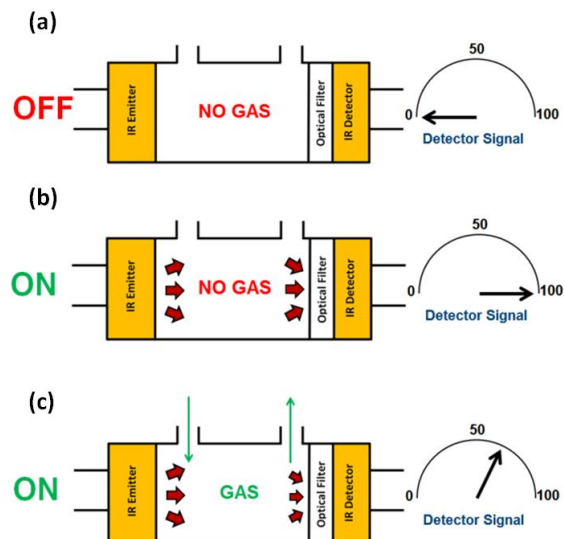 (a)
OFF
IR Emitter
NO GAS
Optical Filter
IR Detector
0
50
100
Detector Signal
(b)
ON
IR Emitter
NO GAS
Optical Filter
IR Detector
0
50
100
Detector Signal
(c)
ON
IR Emitter
GAS
Optical Filter
IR Detector
0
50
100
Detector Signal